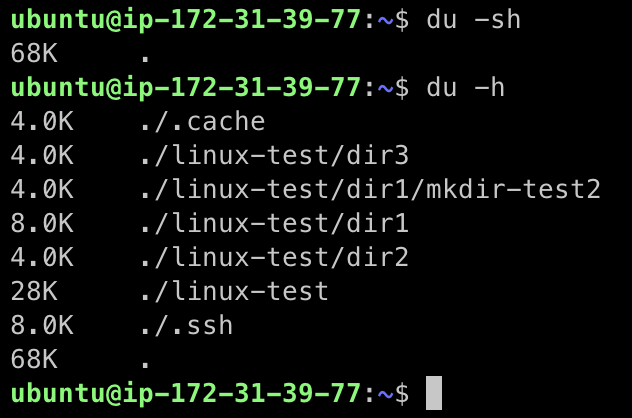 ubuntu@ip-172-31-39-77:~$ du -sh
68K     .
ubuntu@ip-172-31-39-77:~$ du -h
4.0K    ./.cache
4.0K    ./linux-test/dir3
4.0K    ./linux-test/dir1/mkdir-test2
8.0K    ./linux-test/dir1
4.0K    ./linux-test/dir2
28K     ./linux-test
8.0K    ./.ssh
68K     .
ubuntu@ip-172-31-39-77:~$